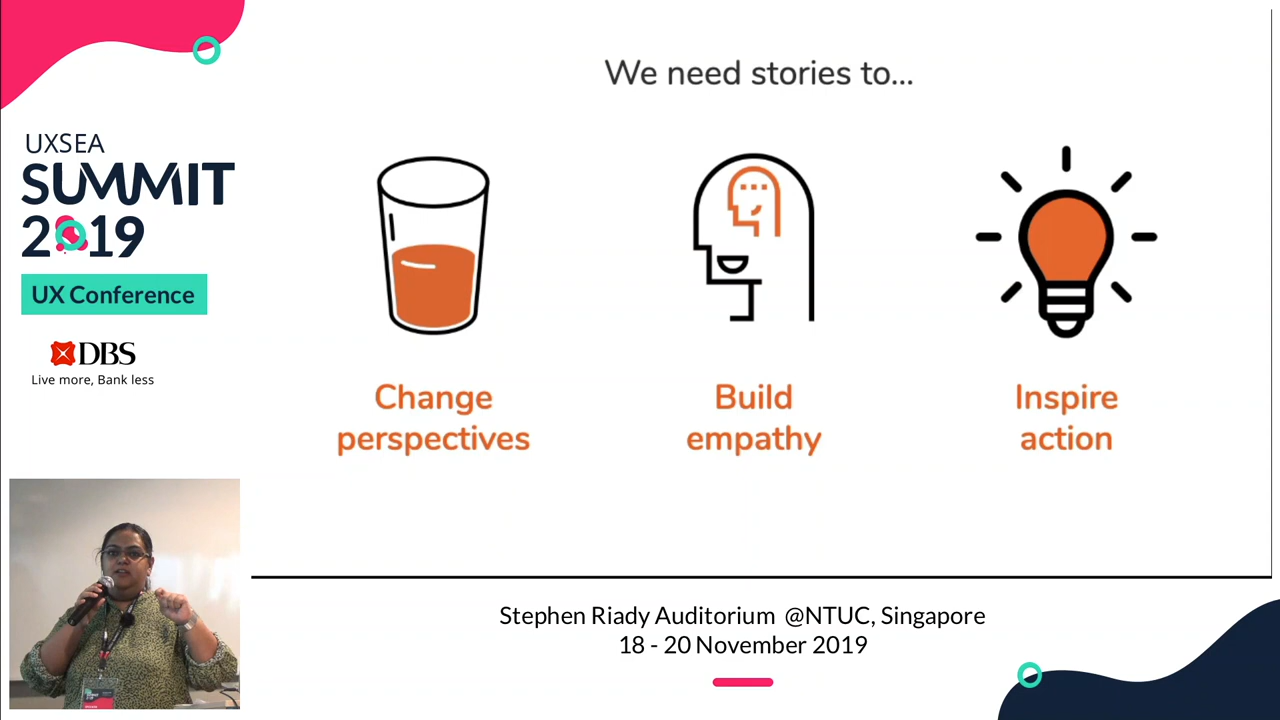 UXSEA
SUMMIT
2019
UX Conference
DBS
Live more, Bank less
We need stories to...
Change
perspectives
Build
empathy
Inspire
action
Stephen Riady Auditorium @NTUC, Singapore
18 - 20 November 2019